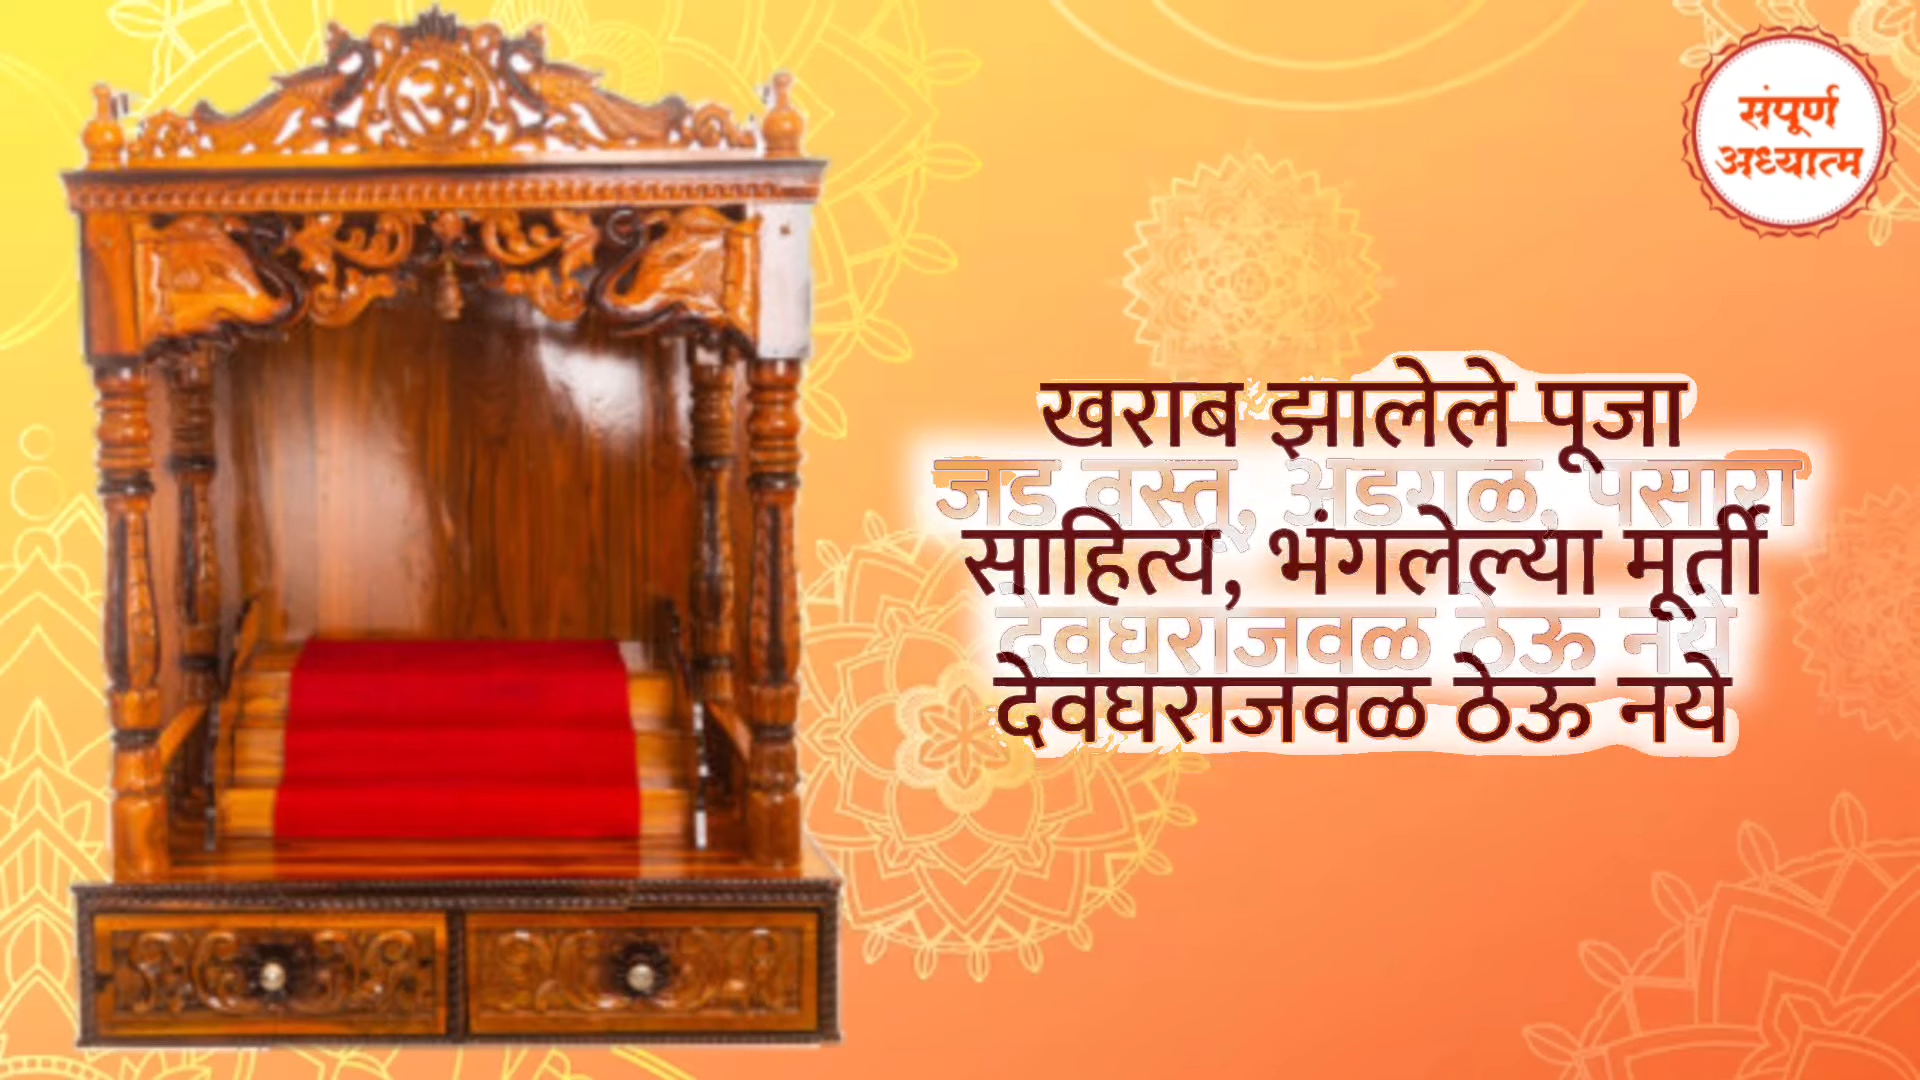 संपूर्ण
अध्यात्म
खराब झालेले पूजा
जड वस्तू, अडगळ, पसारा
साहित्य, भंगलेल्या मूर्ती
देवघराजवळ ठेऊ नये
देवघराजवळ ठेऊ नये